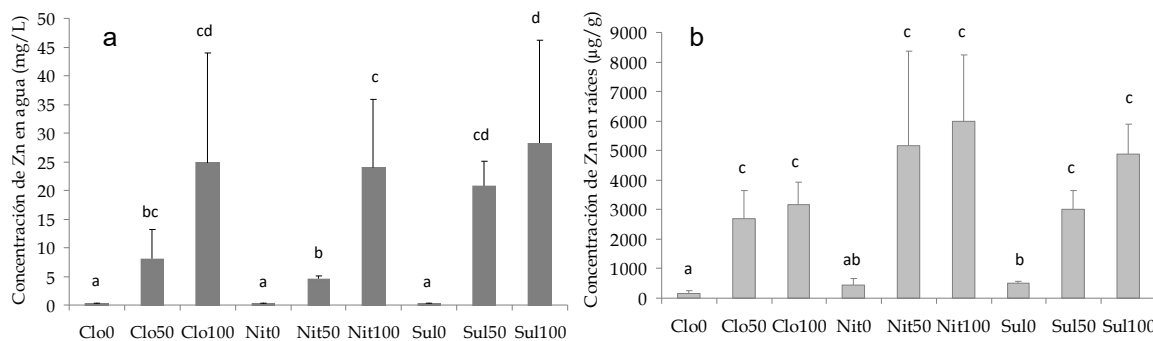 a
Concentración de Zn en agua (mg/L)
50
45
40
35
30
25
20
15
10
5
0
a
bc
cd
a
b
c
a
cd
d
Clo0 Clo50 Clo100 Nit0 Nit50 Nit100 Sul0 Sul50 Sul100
b
Concentración de Zn en raíces (µg/g)
9000
8000
7000
6000
5000
4000
3000
2000
1000
0
a
c
c
ab
c
c
b
c
c
Clo0 Clo50 Clo100 Nit0 Nit50 Nit100 Sul0 Sul50 Sul100